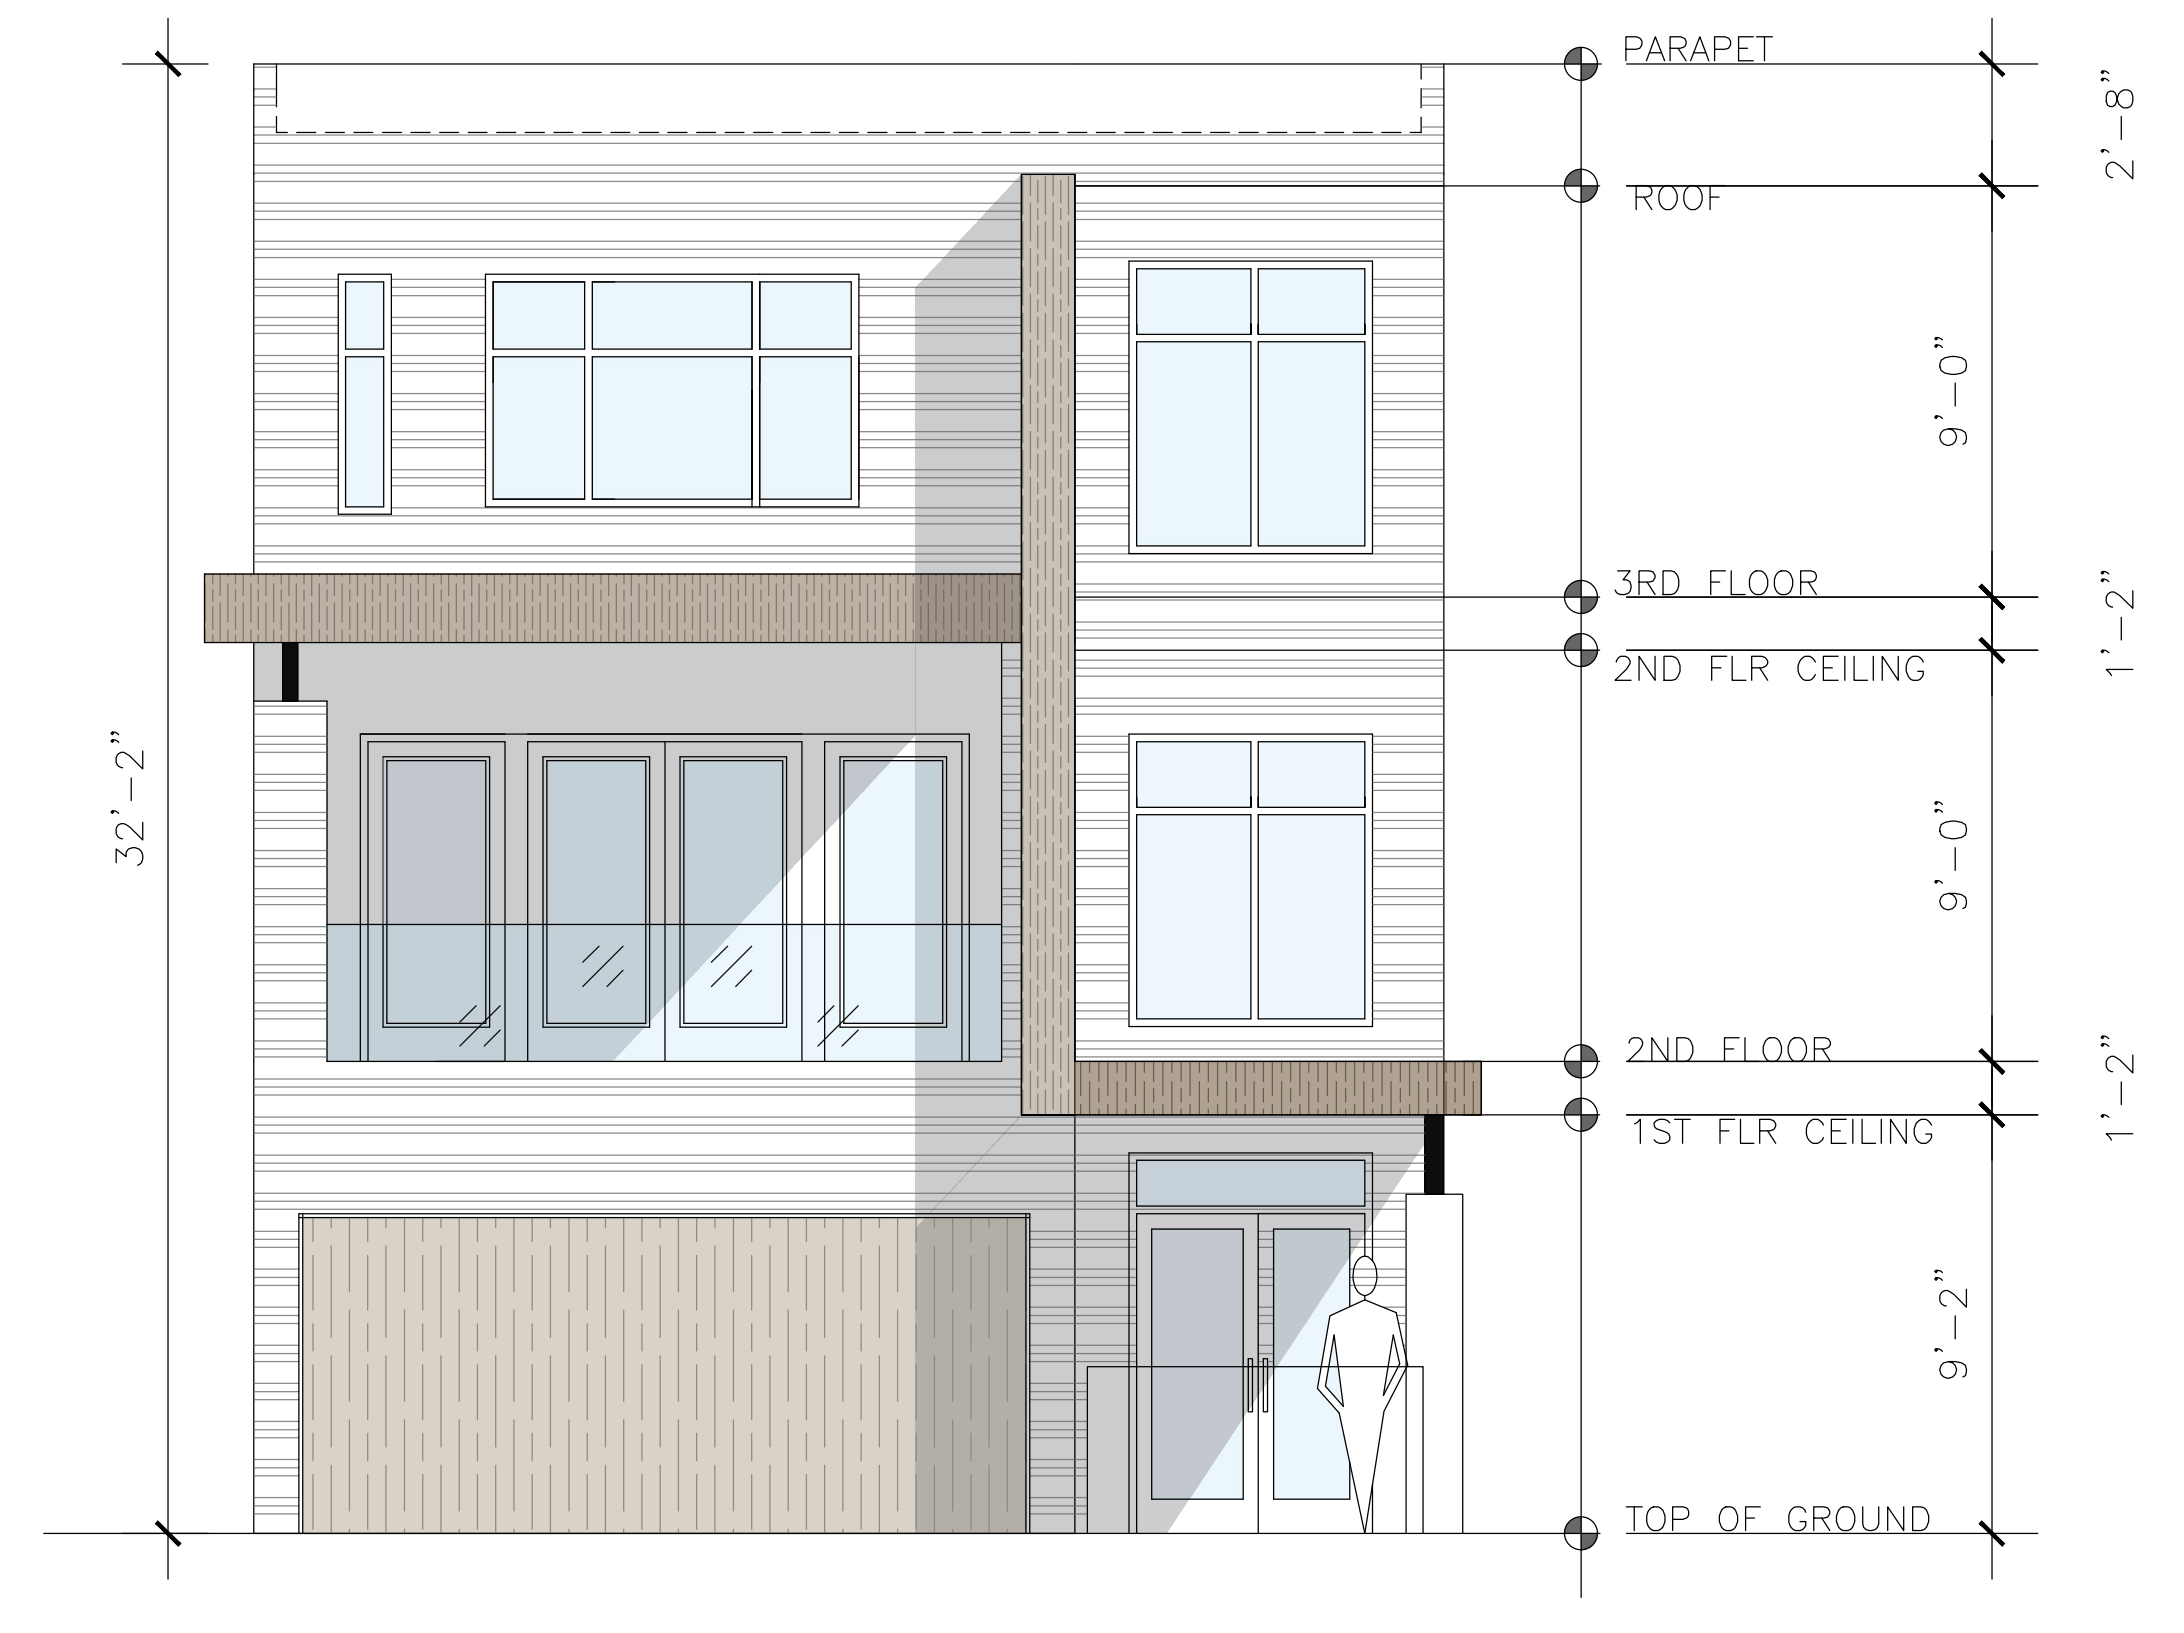 PARAPET
2'-8"
ROOF
9'-0"
3RD FLOOR
1'-2"
2ND FLR CEILING
32'-2"
9'-0"
2ND FLOOR
1'-2"
1ST FLR CEILING
9'-2"
TOP OF GROUND